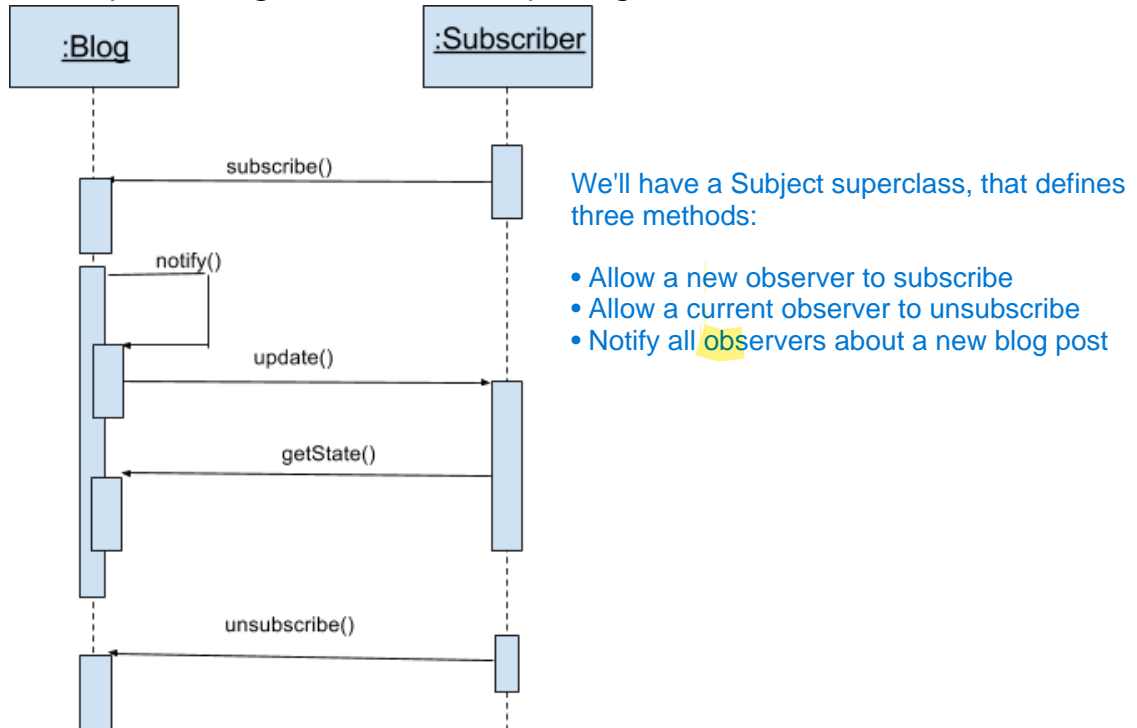 :Blog
:Subscriber
subscribe()
We'll have a Subject superclass, that defines
three methods:
notify()
• Allow a new observer to subscribe
• Allow a current observer to unsubscribe
• Notify all observers about a new blog post
update()
getState()
unsubscribe()